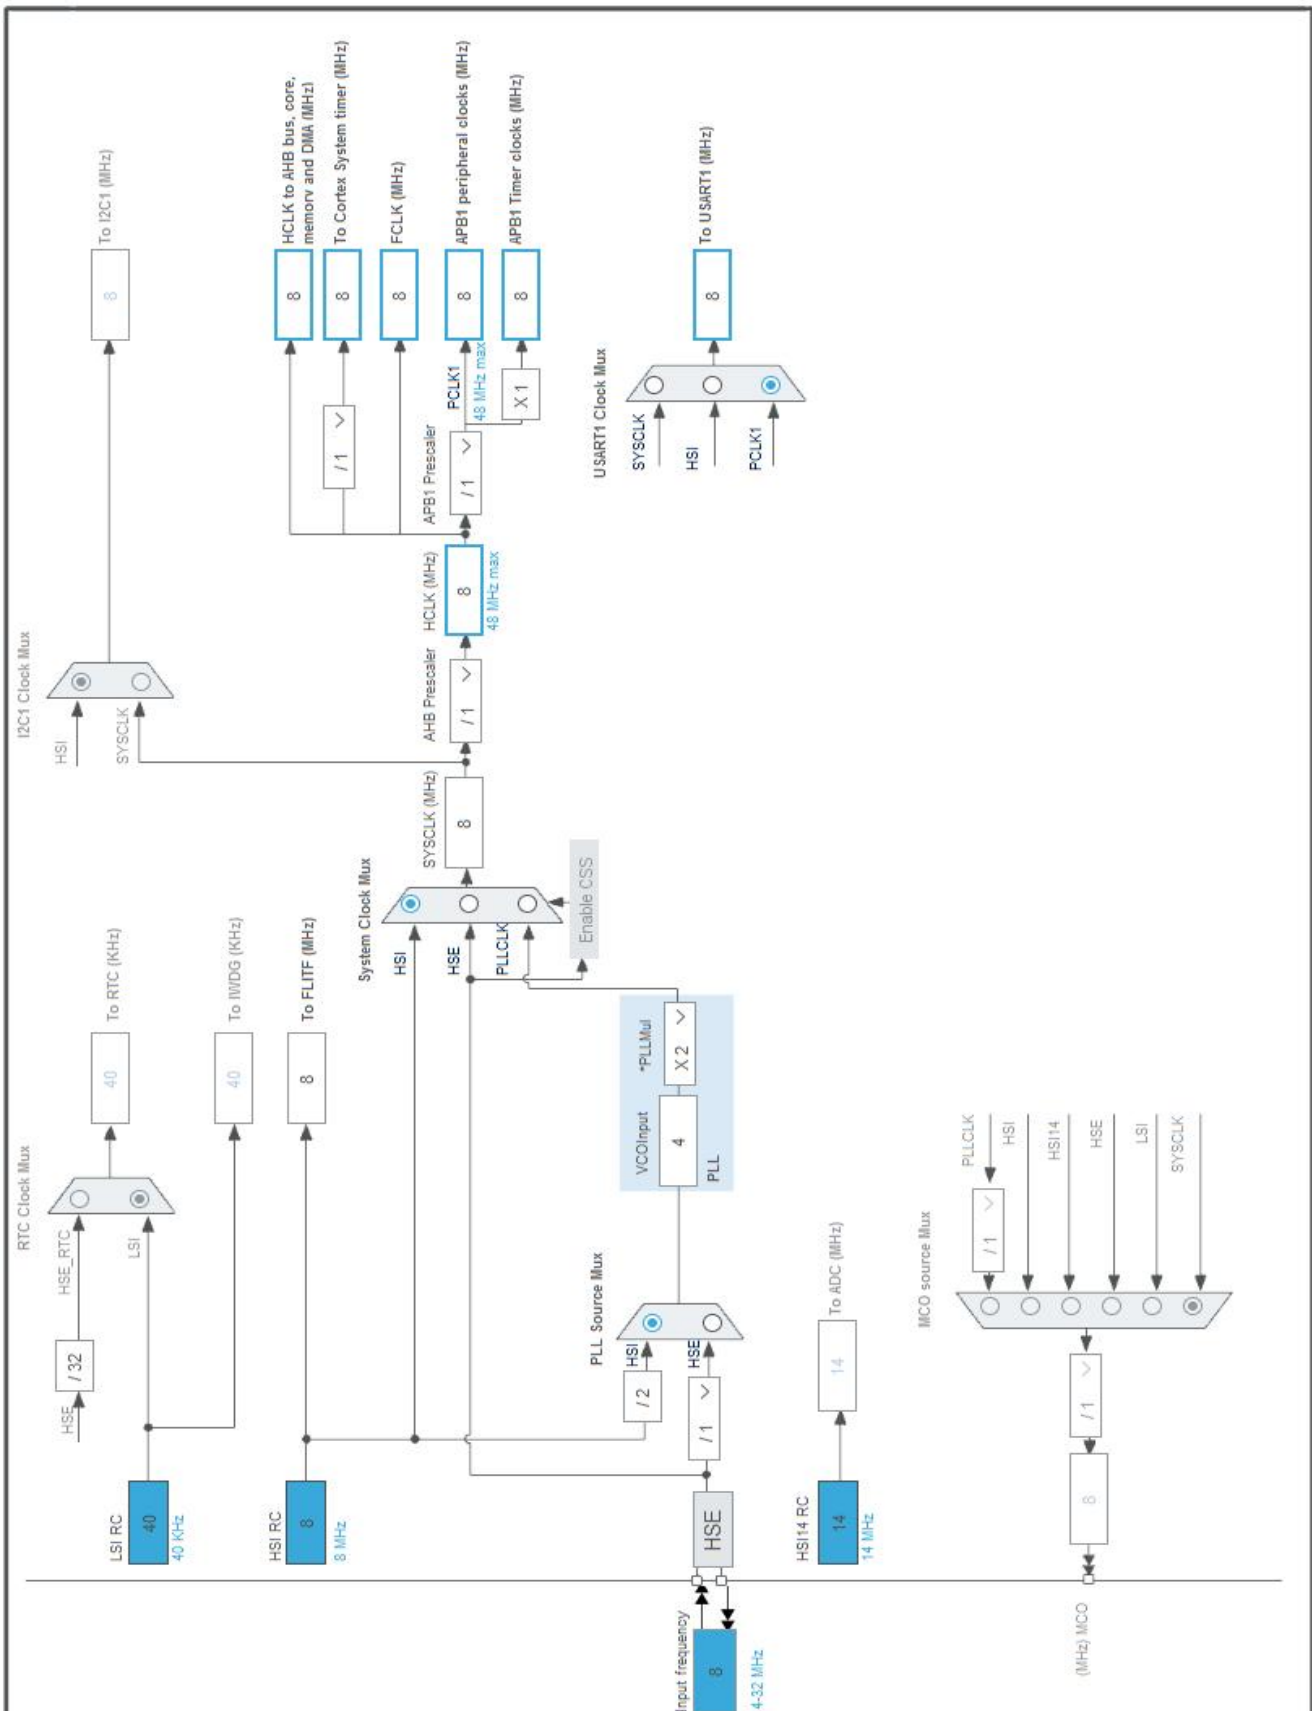 RTC Clock Mux
HSE
/ 32
HSE_RTC
LSI
40
To RTC (KHz)
LSI RC
40
40 KHz
40
To IWDG (KHz)
HSI RC
8
8 MHz
8
To FLITF (MHz)
I2C1 Clock Mux
HSI
SYSCLK
8
To I2C1 (MHz)
System Clock Mux
HSI
HSE
PLLCLK
Enable CSS
SYSCLK (MHz)
8
AHB Prescaler
/ 1
HCLK (MHz)
8
48 MHz max
APB1 Prescaler
/ 1
/ 1
PCLK1
48 MHz max
X 1
8
HCLK to AHB bus, core,
memory and DMA (MHz)
8
To Cortex System timer (MHz)
8
FCLK (MHz)
8
APB1 peripheral clocks (MHz)
8
APB1 Timer clocks (MHz)
PLL Source Mux
/ 2
HSI
HSE
/ 1
VCOInput
4
*PLLMul
X 2
PLL
Input frequency
8
4-32 MHz
HSE
USART1 Clock Mux
SYSCLK
HSI
PCLK1
8
To USART1 (MHz)
HSI14 RC
14
14 MHz
14
To ADC (MHz)
MCO source Mux
(MHz) MCO
8
/ 1
/ 1
PLLCLK
HSI
HSI14
HSE
LSI
SYSCLK